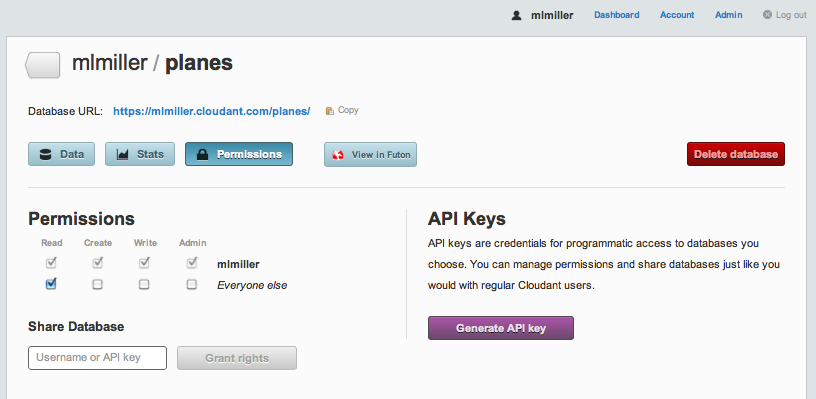 mlmiller Dashboard Account Admin Log out
mlmiller / planes
Database URL: https://mlmiller.cloudant.com/planes/ Copy
Data Stats Permissions View in Futon Delete database
Permissions
Read Create Write Admin
mlmiller
Everyone else
Share Database
Username or API key Grant rights
API Keys
API keys are credentials for programmatic access to databases you
choose. You can manage permissions and share databases just like you
would with regular Cloudant users.
Generate API key